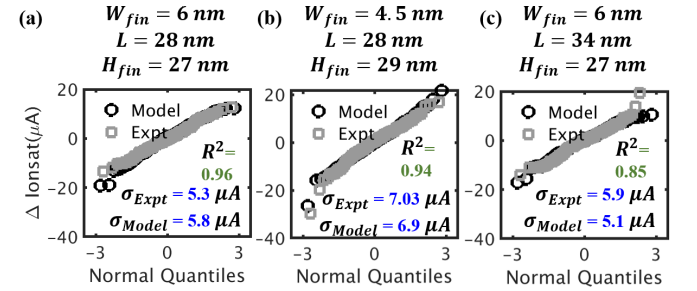 (a)
W_fin = 6 nm
L = 28 nm
H_fin = 27 nm
(b)
W_fin = 4.5 nm
L = 28 nm
H_fin = 29 nm
(c)
W_fin = 6 nm
L = 34 nm
H_fin = 27 nm
Δ Ionsat(μA)
20
0
−20
−40
Model
Expt
R²=
0.96
σ_Expt = 5.3 μA
σ_Model = 5.8 μA
−3
0
3
Normal Quantiles
20
0
−20
−40
Model
Expt
R²=
0.94
σ_Expt = 7.03 μA
σ_Model = 6.9 μA
−3
0
3
Normal Quantiles
20
0
−20
−40
Model
Expt
R²=
0.85
σ_Expt = 5.9 μA
σ_Model = 5.1 μA
−3
0
3
Normal Quantiles